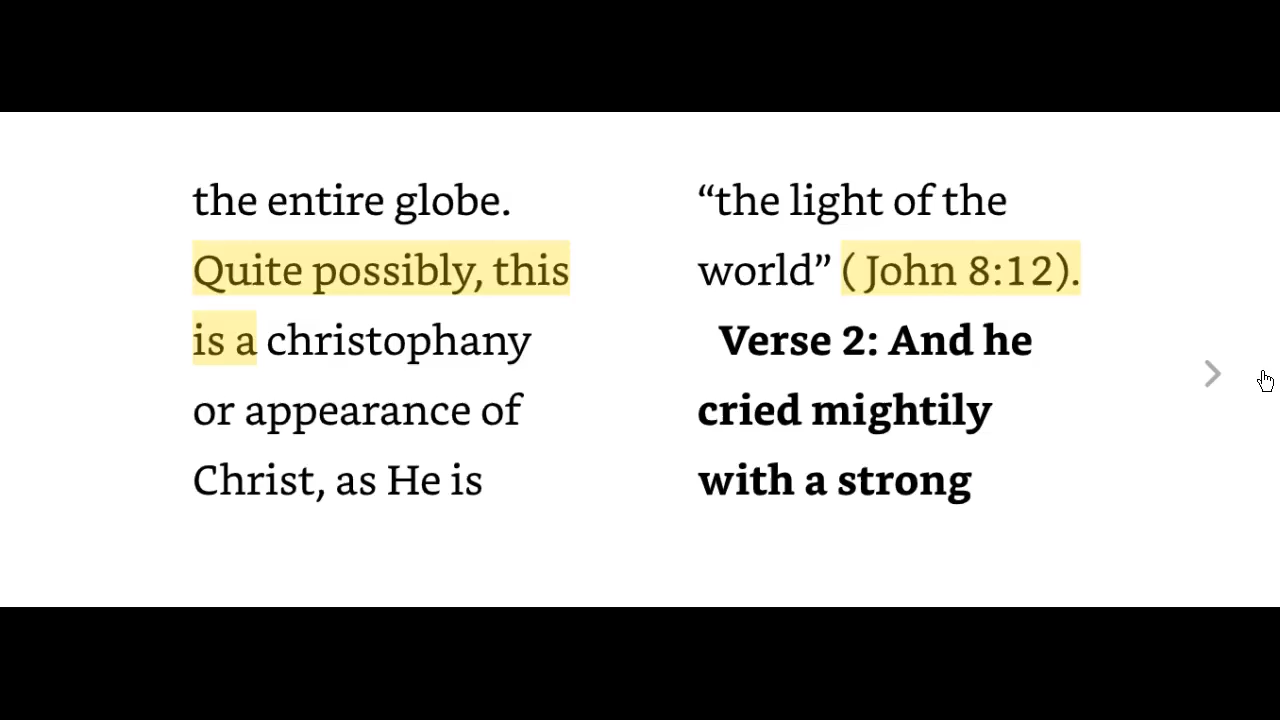 the entire globe.
Quite possibly, this
is a christophany
or appearance of
Christ, as He is
“the light of the
world” ( John 8:12).
Verse 2: And he
cried mightily
with a strong